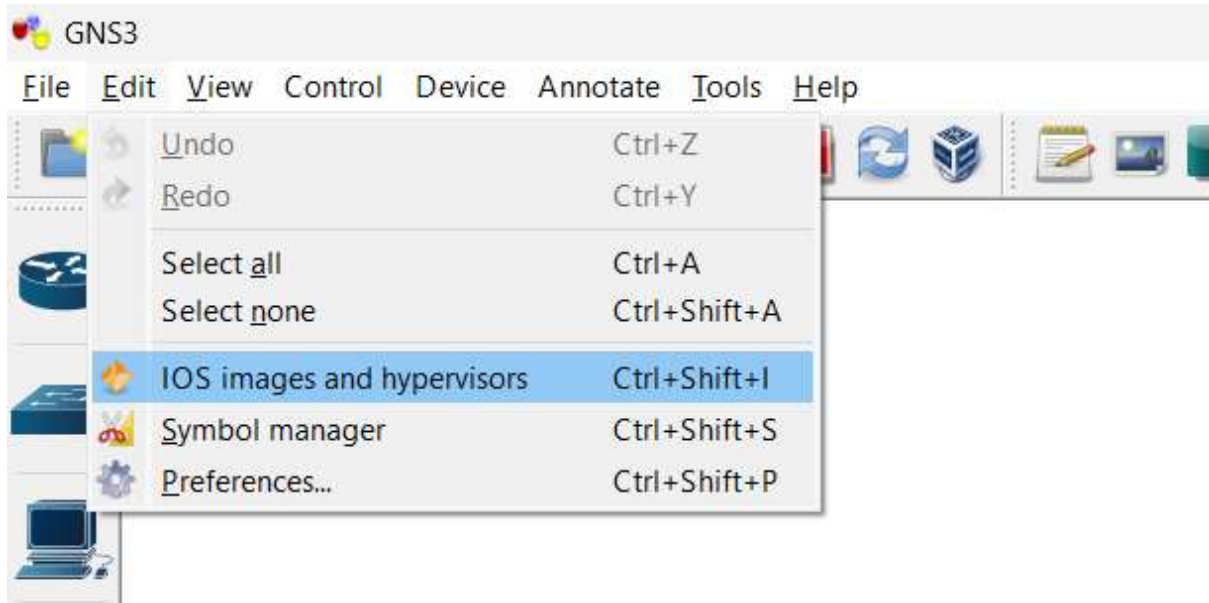 GNS3
File Edit View Control Device Annotate Tools Help
Undo Ctrl+Z
Redo Ctrl+Y
Select all Ctrl+A
Select none Ctrl+Shift+A
IOS images and hypervisors Ctrl+Shift+I
Symbol manager Ctrl+Shift+S
Preferences... Ctrl+Shift+P